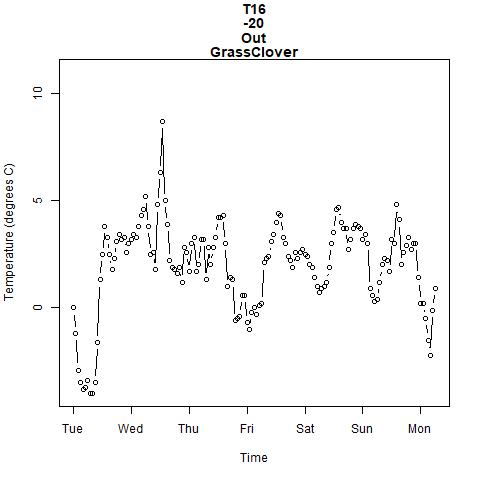 T16
-20
Out
GrassClover
10
5
0
Temperature (degrees C)
Tue Wed Thu Fri Sat Sun Mon
Time